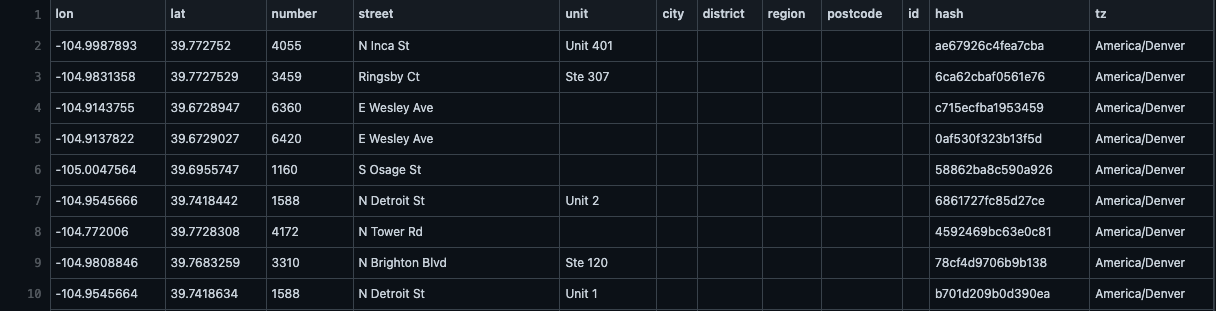 1 lon lat number street unit city district region postcode id hash tz
2 -104.9987893 39.772752 4055 N Inca St Unit 401 ae67926c4fea7cba America/Denver
3 -104.9831358 39.7727529 3459 Ringsby Ct Ste 307 6ca62cbaf0561e76 America/Denver
4 -104.9143755 39.6728947 6360 E Wesley Ave c715ecfba1953459 America/Denver
5 -104.9137822 39.6729027 6420 E Wesley Ave 0af530f323b13f5d America/Denver
6 -105.0047564 39.6955747 1160 S Osage St 58862ba8c590a926 America/Denver
7 -104.9545666 39.7418442 1588 N Detroit St Unit 2 6861727fc85d27ce America/Denver
8 -104.772006 39.7728308 4172 N Tower Rd 4592469bc63e0c81 America/Denver
9 -104.9808846 39.7683259 3310 N Brighton Blvd Ste 120 78cf4d9706b9b138 America/Denver
10 -104.9545664 39.7418634 1588 N Detroit St Unit 1 b701d209b0d390ea America/Denver